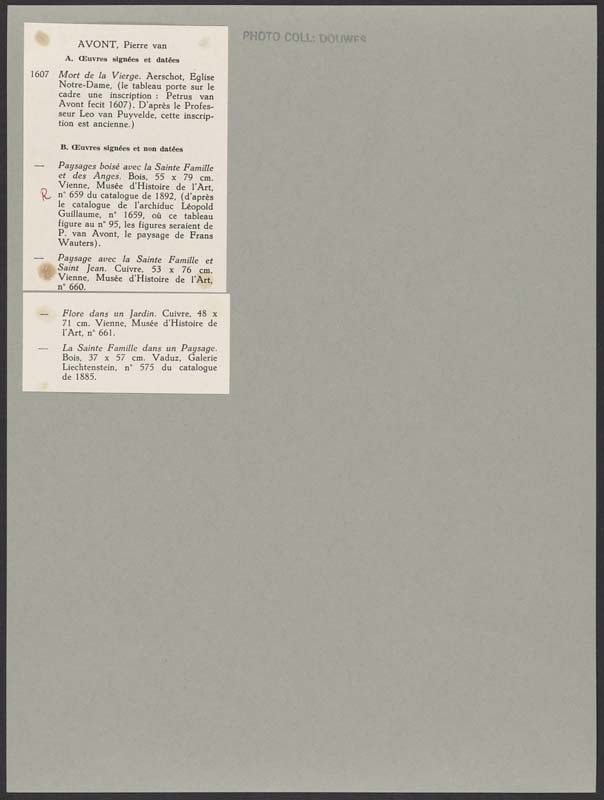 PHOTO COLL: DOUWES
AVONT, Pierre van
A. Œuvres signées et datées
1607 Mort de la Vierge. Aerschot, Eglise
Notre-Dame, (le tableau porte sur le
cadre une inscription : Petrus van
Avont fecit 1607). D'après le Profes-
seur Leo van Puyvelde, cette inscrip-
tion est ancienne.)
B. Œuvres signées et non datées
— Paysages boisé avec la Sainte Famille
et des Anges. Bois, 55 x 79 cm.
Vienne, Musée d'Histoire de l'Art,
R n° 659 du catalogue de 1892, (d'après
le catalogue de l'archiduc Léopold
Guillaume, n° 1659, où ce tableau
figure au n° 95, les figures seraient de
P. van Avont, le paysage de Frans
Wauters).
— Paysage avec la Sainte Famille et
Saint Jean. Cuivre, 53 x 76 cm.
Vienne, Musée d'Histoire de l'Art,
n° 660.
— Flore dans un Jardin. Cuivre, 48 x
71 cm. Vienne, Musée d'Histoire de
l'Art, n° 661.
— La Sainte Famille dans un Paysage.
Bois, 37 x 57 cm. Vaduz, Galerie
Liechtenstein, n° 575 du catalogue
de 1885.